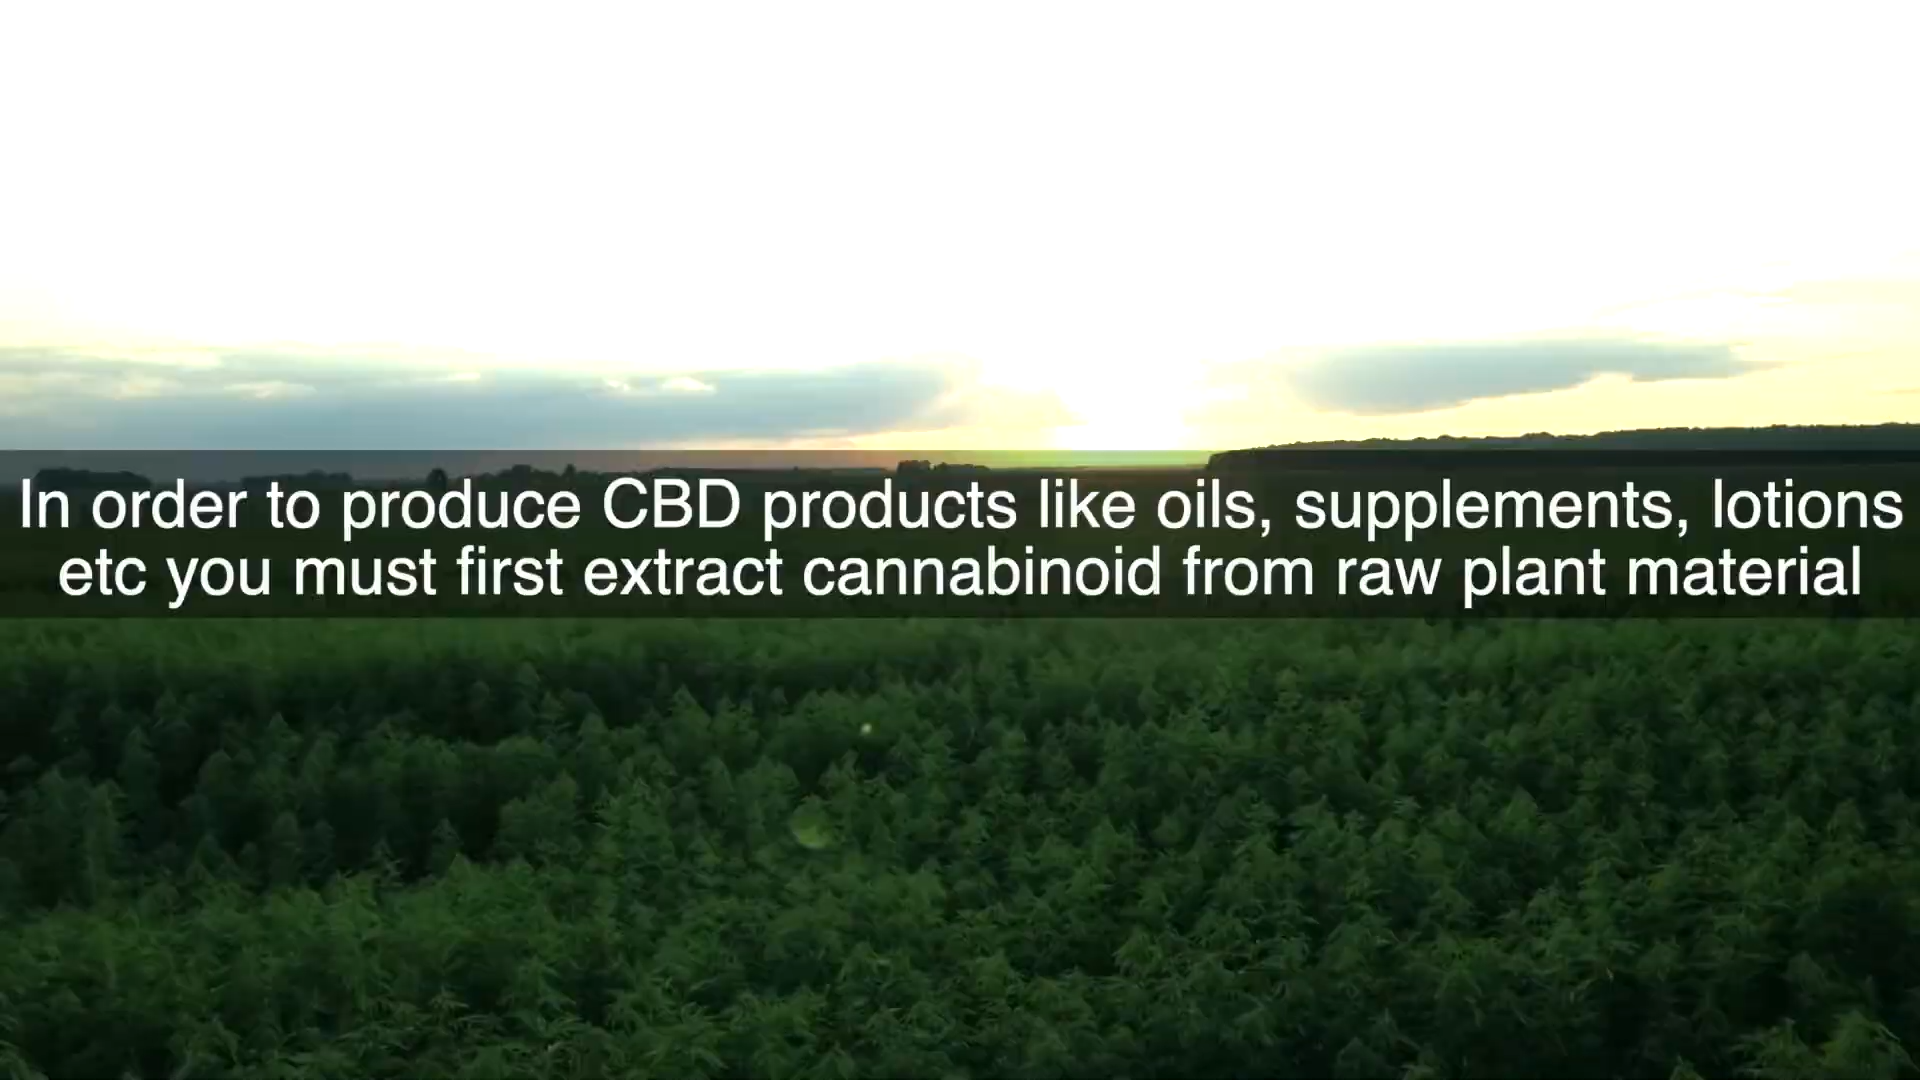 In order to produce CBD products like oils, supplements, lotions
etc you must first extract cannabinoid from raw plant material